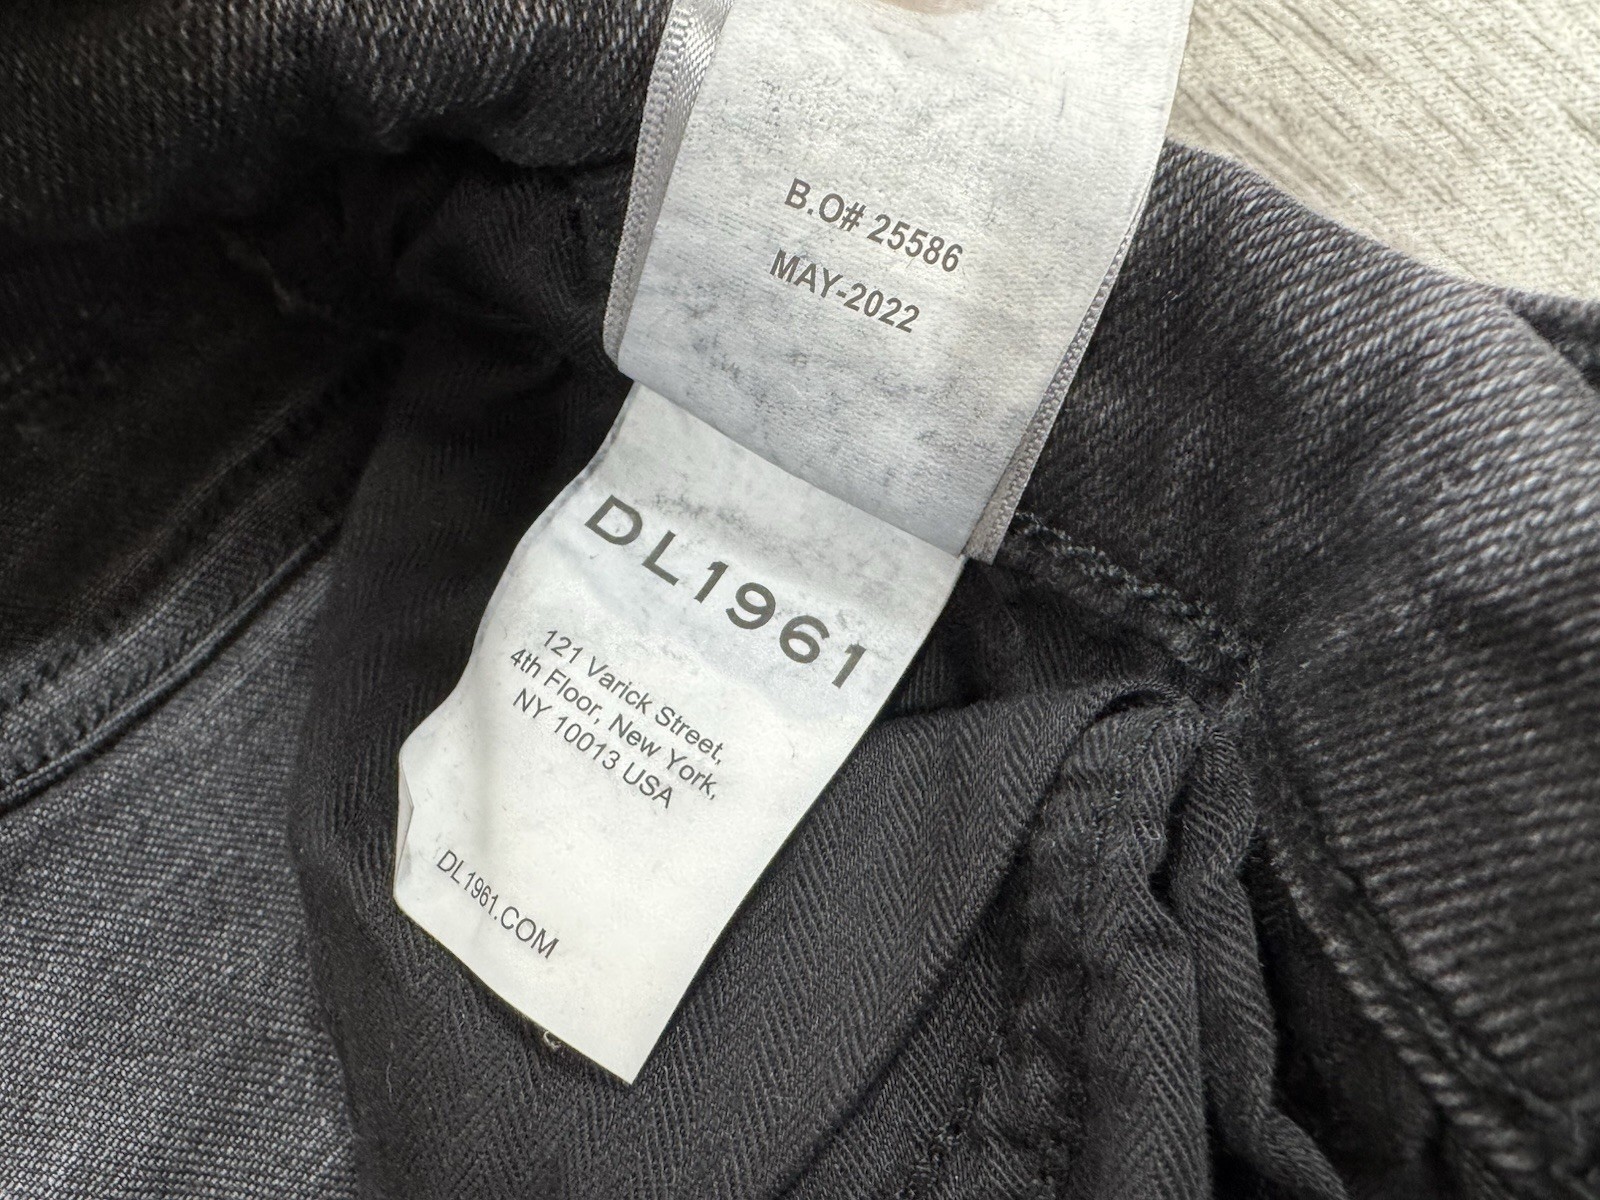 B.O# 25586
MAY-2022
DL1961
121 Varick Street,
4th Floor, New York,
NY 10013 USA
DL1961.COM